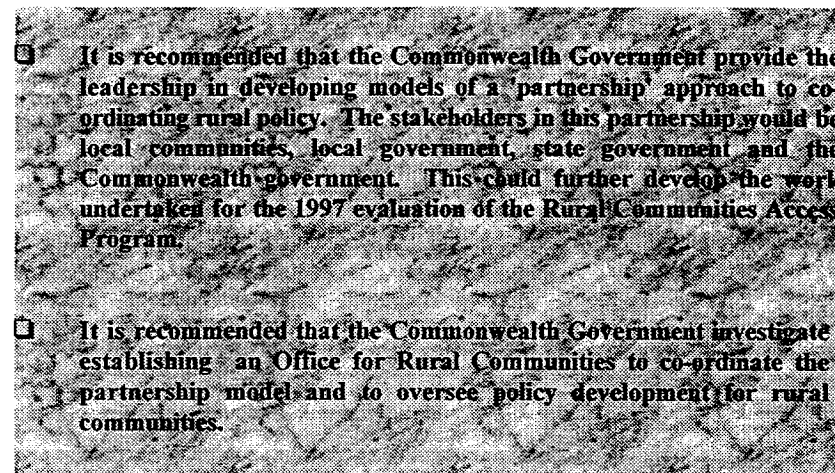 ❑ It is recommended that the Commonwealth Government provide the
leadership in developing models of a 'partnership' approach to co-
ordinating rural policy. The stakeholders in this partnership would be
local communities, local government, state government and the
Commonwealth government. This could further develop the work
undertaken for the 1997 evaluation of the Rural Communities Access
Program.
❑ It is recommended that the Commonwealth Government investigate
establishing an Office for Rural Communities to co-ordinate the
partnership model and to oversee policy development for rural
communities.